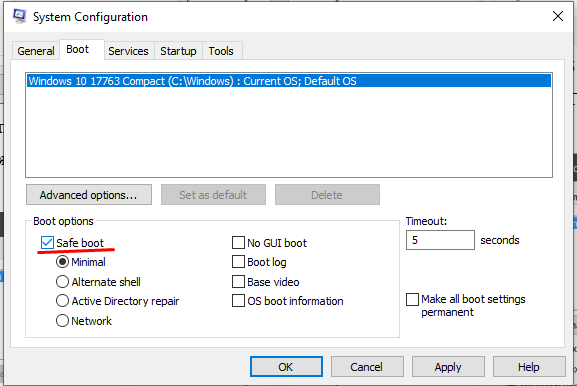 System Configuration
General Boot Services Startup Tools
Windows 10 17763 Compact (C:\Windows) : Current OS; Default OS
Advanced options... Set as default Delete
Boot options
Timeout:
Safe boot No GUI boot 5 seconds
Minimal Boot log
Alternate shell Base video
Active Directory repair OS boot information Make all boot settings
permanent
Network
OK Cancel Apply Help